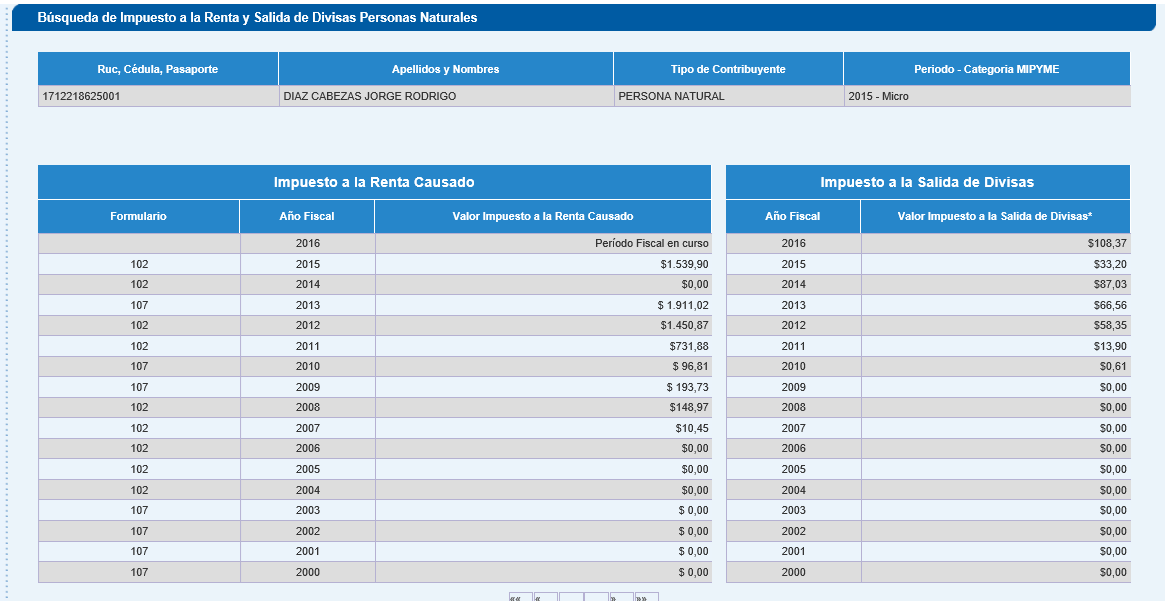 Búsqueda de Impuesto a la Renta y Salida de Divisas Personas Naturales
Ruc, Cédula, Pasaporte Apellidos y Nombres Tipo de Contribuyente Periodo - Categoria MIPYME
1712218625001 DIAZ CABEZAS JORGE RODRIGO PERSONA NATURAL 2015 - Micro
Impuesto a la Renta Causado Impuesto a la Salida de Divisas
Formulario Año Fiscal Valor Impuesto a la Renta Causado Año Fiscal Valor Impuesto a la Salida de Divisas*
2016 Período Fiscal en curso 2016 $108,37
102 2015 $1.539,90 2015 $33,20
102 2014 $0,00 2014 $87,03
107 2013 $ 1.911,02 2013 $66,56
102 2012 $1.450,87 2012 $58,35
102 2011 $731,88 2011 $13,90
107 2010 $ 96,81 2010 $0,61
107 2009 $ 193,73 2009 $0,00
102 2008 $148,97 2008 $0,00
102 2007 $10,45 2007 $0,00
102 2006 $0,00 2006 $0,00
102 2005 $0,00 2005 $0,00
102 2004 $0,00 2004 $0,00
107 2003 $ 0,00 2003 $0,00
107 2002 $ 0,00 2002 $0,00
107 2001 $ 0,00 2001 $0,00
107 2000 $ 0,00 2000 $0,00
«« « » »»